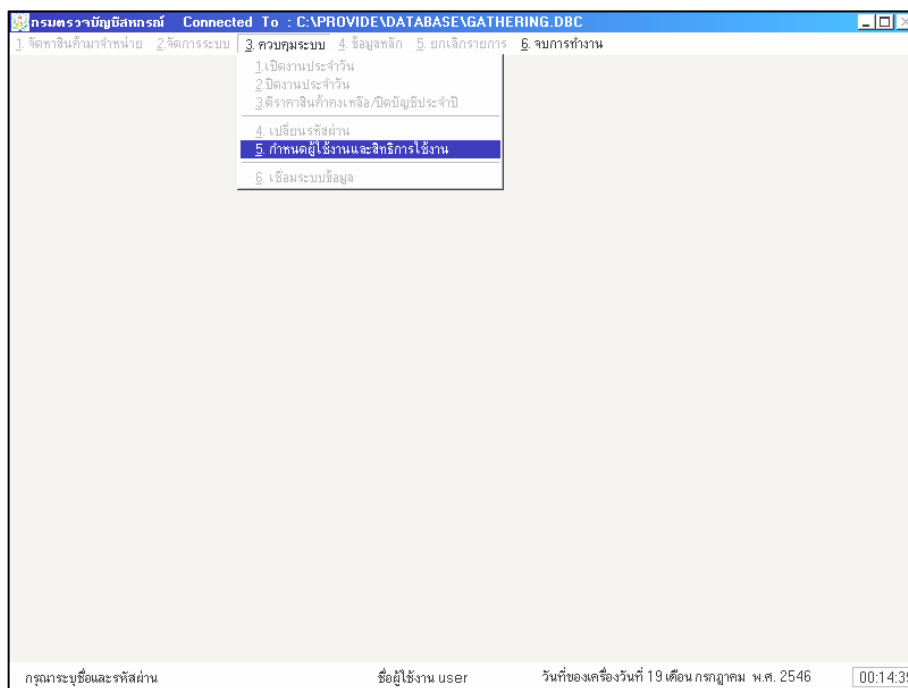 กรมตรวจบัญชีสหกรณ์ Connected To : C:\PROVIDE\DATABASE\GATHERING.DBC
1. จัดหาสินค้ามาจำหน่าย 2.จัดการระบบ 3. ควบคุมระบบ 4. ข้อมูลหลัก 5. ยกเลิกรายการ 6. จบการทำงาน
1.เปิดงานประจำวัน
2.ปิดงานประจำวัน
3.ตีราคาสินค้าคงเหลือ/ปิดบัญชีประจำปี
4. เปลี่ยนรหัสผ่าน
5. กำหนดผู้ใช้งานและสิทธิการใช้งาน
6. เชื่อมระบบข้อมูล
กรุณาระบุชื่อและรหัสผ่าน ชื่อผู้ใช้งาน user วันที่ของเครื่องวันที่ 19 เดือน กรกฎาคม พ.ศ. 2546 00:14:39